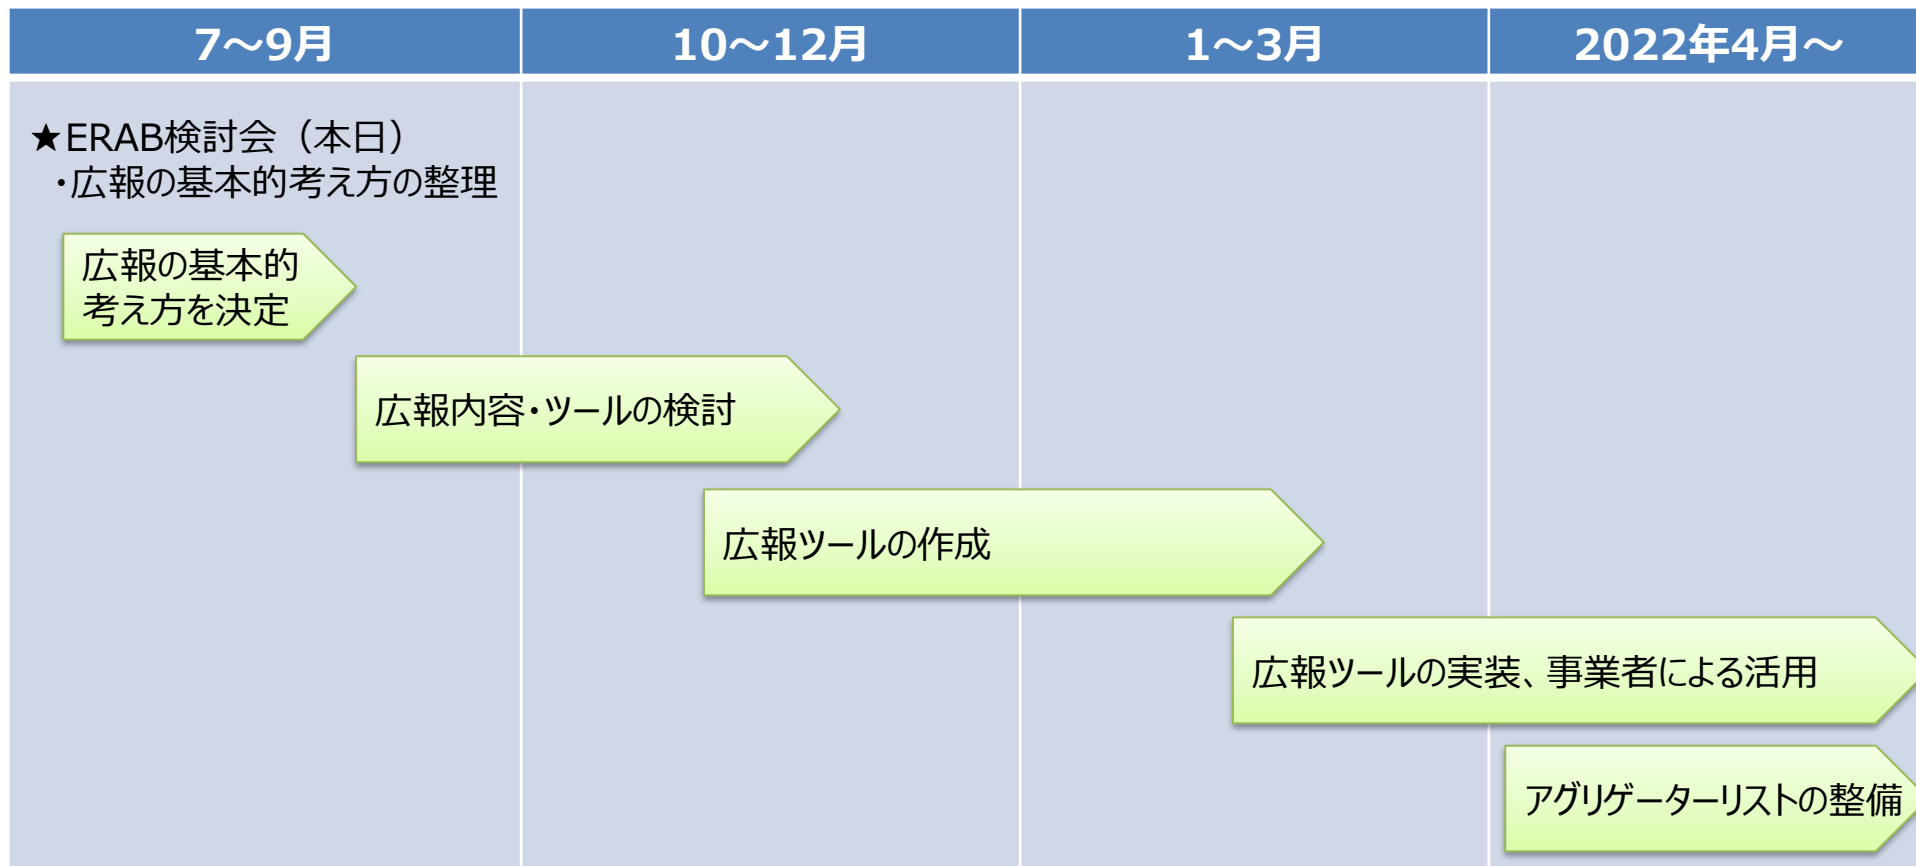 7～9月
10～12月
1～3月
2022年4月～
★ERAB検討会（本日）
・広報の基本的考え方の整理
広報の基本的
考え方を決定
広報内容・ツールの検討
広報ツールの作成
広報ツールの実装、事業者による活用
アグリゲーターリストの整備